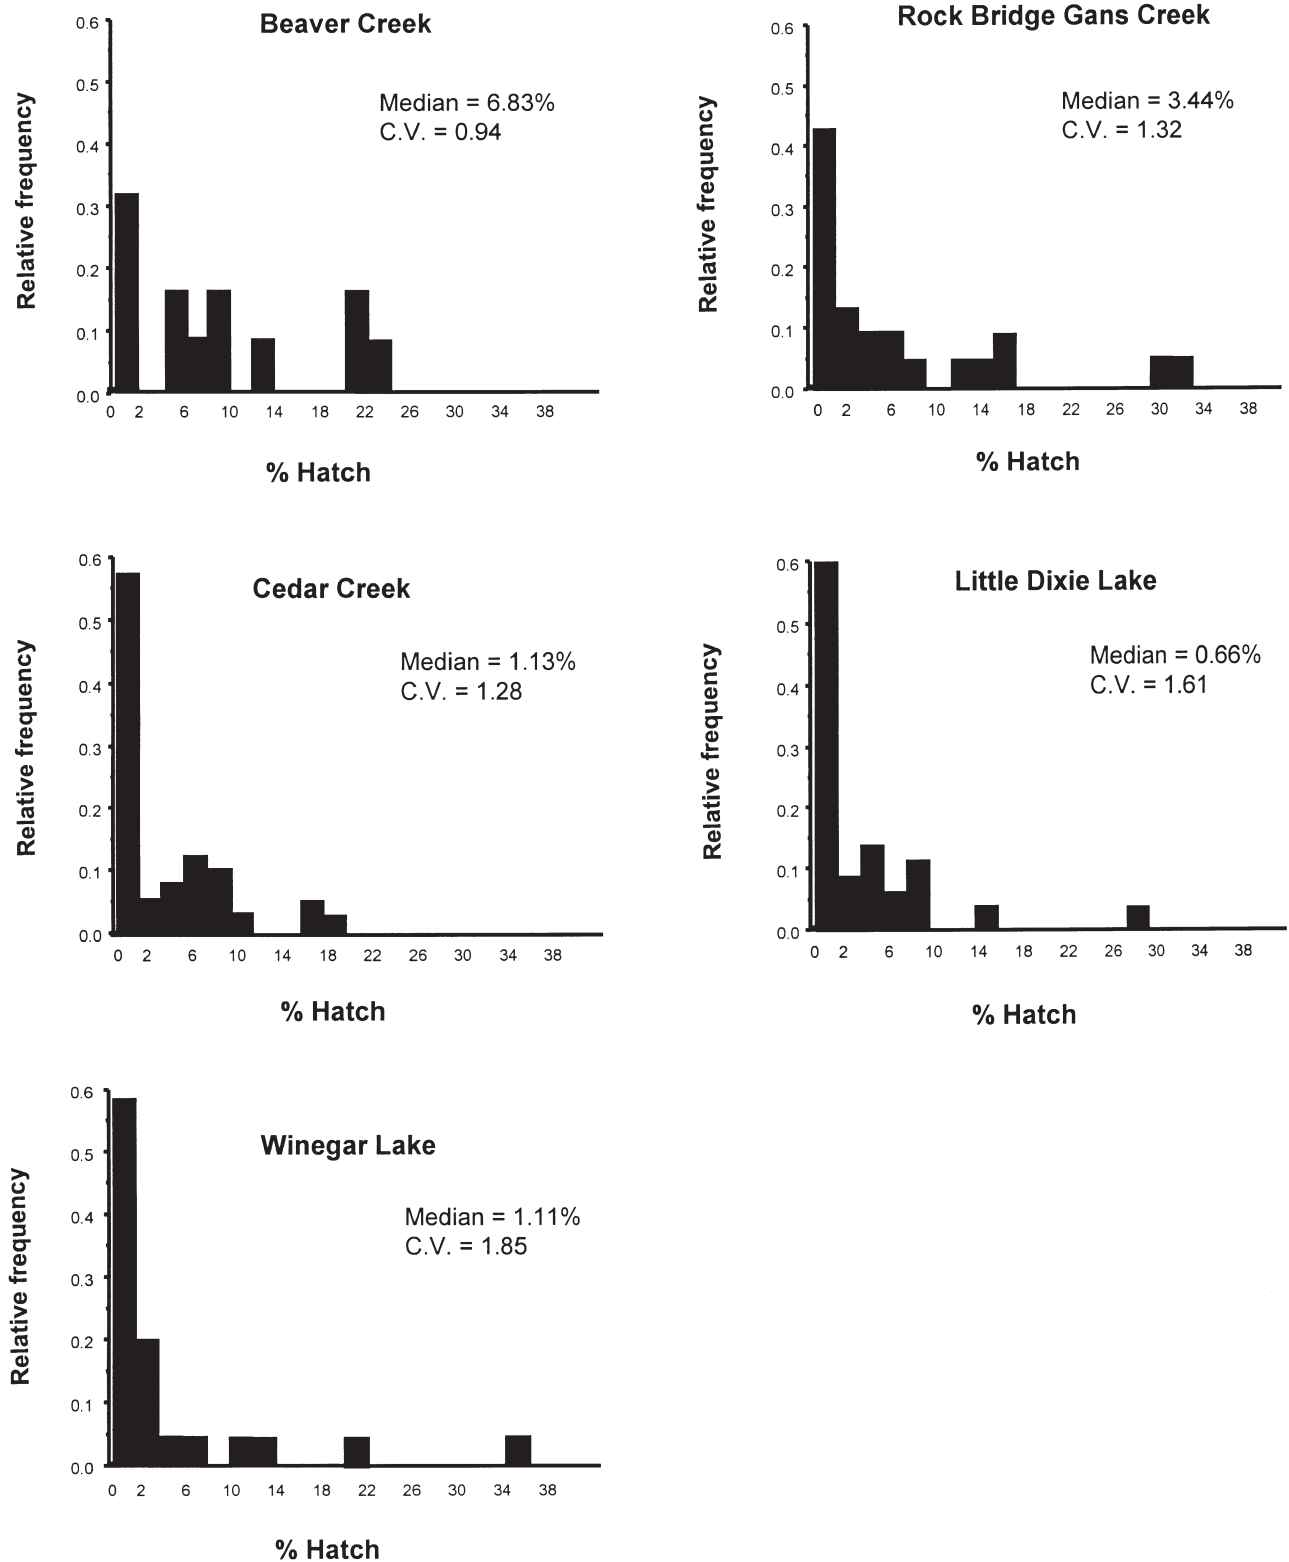 Beaver Creek
Median = 6.83%
C.V. = 0.94
Relative frequency
0.6
0.5
0.4
0.3
0.2
0.1
0.0
0 2 6 10 14 18 22 26 30 34 38
% Hatch
Rock Bridge Gans Creek
Median = 3.44%
C.V. = 1.32
Relative frequency
0.6
0.5
0.4
0.3
0.2
0.1
0.0
0 2 6 10 14 18 22 26 30 34 38
% Hatch
Cedar Creek
Median = 1.13%
C.V. = 1.28
Relative frequency
0.6
0.5
0.4
0.3
0.2
0.1
0.0
0 2 6 10 14 18 22 26 30 34 38
% Hatch
Little Dixie Lake
Median = 0.66%
C.V. = 1.61
Relative frequency
0.6
0.5
0.4
0.3
0.2
0.1
0.0
0 2 6 10 14 18 22 26 30 34 38
% Hatch
Winegar Lake
Median = 1.11%
C.V. = 1.85
Relative frequency
0.6
0.5
0.4
0.3
0.2
0.1
0.0
0 2 6 10 14 18 22 26 30 34 38
% Hatch